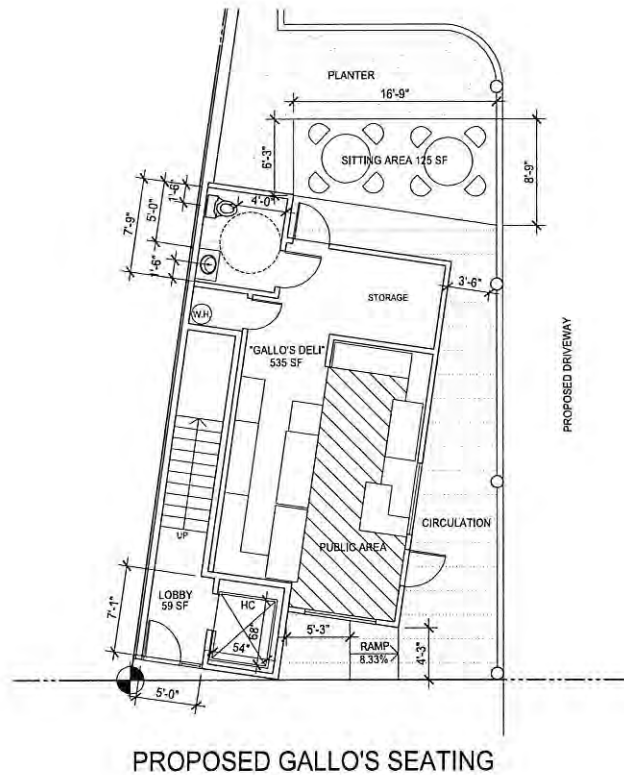 PLANTER
16'-9"
6'-3"
SITTING AREA 125 SF
8'-9"
1'-6"
4'-0"
5'-0"
7'-9"
1'-6"
3'-6"
STORAGE
W.H.
"GALLO'S DELI"
535 SF
PROPOSED DRIVEWAY
UP
CIRCULATION
PUBLIC AREA
7'-1"
LOBBY
59 SF
HC
68"
54"
5'-3"
RAMP
8.33%
4'-3"
5'-0"
PROPOSED GALLO'S SEATING